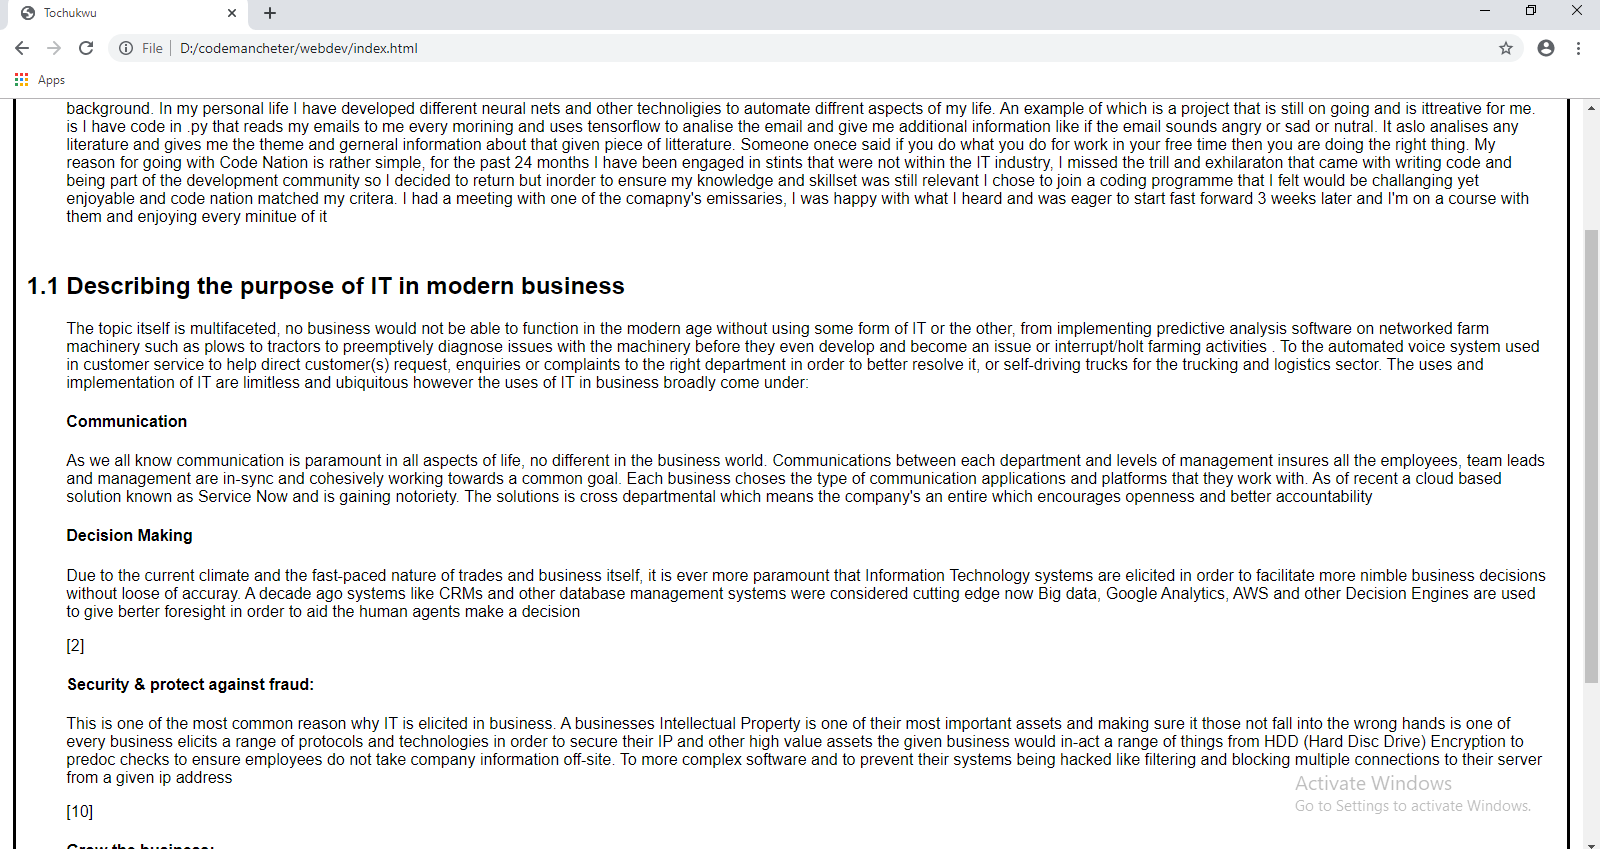 Tochukwu
File
D:/codemancheter/webdev/index.html
Apps
background. In my personal life I have developed different neural nets and other technoligies to automate diffrent aspects of my life. An example of which is a project that is still on going and is ittreative for me.
is I have code in .py that reads my emails to me every morining and uses tensorflow to analise the email and give me additional information like if the email sounds angry or sad or nutral. It aslo analises any
literature and gives me the theme and gerneral information about that given piece of litterature. Someone onece said if you do what you do for work in your free time then you are doing the right thing. My
reason for going with Code Nation is rather simple, for the past 24 months I have been engaged in stints that were not within the IT industry, I missed the trill and exhilaraton that came with writing code and
being part of the development community so I decided to return but inorder to ensure my knowledge and skillset was still relevant I chose to join a coding programme that I felt would be challanging yet
enjoyable and code nation matched my critera. I had a meeting with one of the comapny's emissaries, I was happy with what I heard and was eager to start fast forward 3 weeks later and I'm on a course with
them and enjoying every minitue of it
1.1 Describing the purpose of IT in modern business
The topic itself is multifaceted, no business would not be able to function in the modern age without using some form of IT or the other, from implementing predictive analysis software on networked farm
machinery such as plows to tractors to preemptively diagnose issues with the machinery before they even develop and become an issue or interrupt/holt farming activities . To the automated voice system used
in customer service to help direct customer(s) request, enquiries or complaints to the right department in order to better resolve it, or self-driving trucks for the trucking and logistics sector. The uses and
implementation of IT are limitless and ubiquitous however the uses of IT in business broadly come under:
Communication
As we all know communication is paramount in all aspects of life, no different in the business world. Communications between each department and levels of management insures all the employees, team leads
and management are in-sync and cohesively working towards a common goal. Each business choses the type of communication applications and platforms that they work with. As of recent a cloud based
solution known as Service Now and is gaining notoriety. The solutions is cross departmental which means the company's an entire which encourages openness and better accountability
Decision Making
Due to the current climate and the fast-paced nature of trades and business itself, it is ever more paramount that Information Technology systems are elicited in order to facilitate more nimble business decisions
without loose of accuray. A decade ago systems like CRMs and other database management systems were considered cutting edge now Big data, Google Analytics, AWS and other Decision Engines are used
to give berter foresight in order to aid the human agents make a decision
[2]
Security & protect against fraud:
This is one of the most common reason why IT is elicited in business. A businesses Intellectual Property is one of their most important assets and making sure it those not fall into the wrong hands is one of
every business elicits a range of protocols and technologies in order to secure their IP and other high value assets the given business would in-act a range of things from HDD (Hard Disc Drive) Encryption to
predoc checks to ensure employees do not take company information off-site. To more complex software and to prevent their systems being hacked like filtering and blocking multiple connections to their server
from a given ip address
Activate Windows
Go to Settings to activate Windows.
[10]
Grow the business: